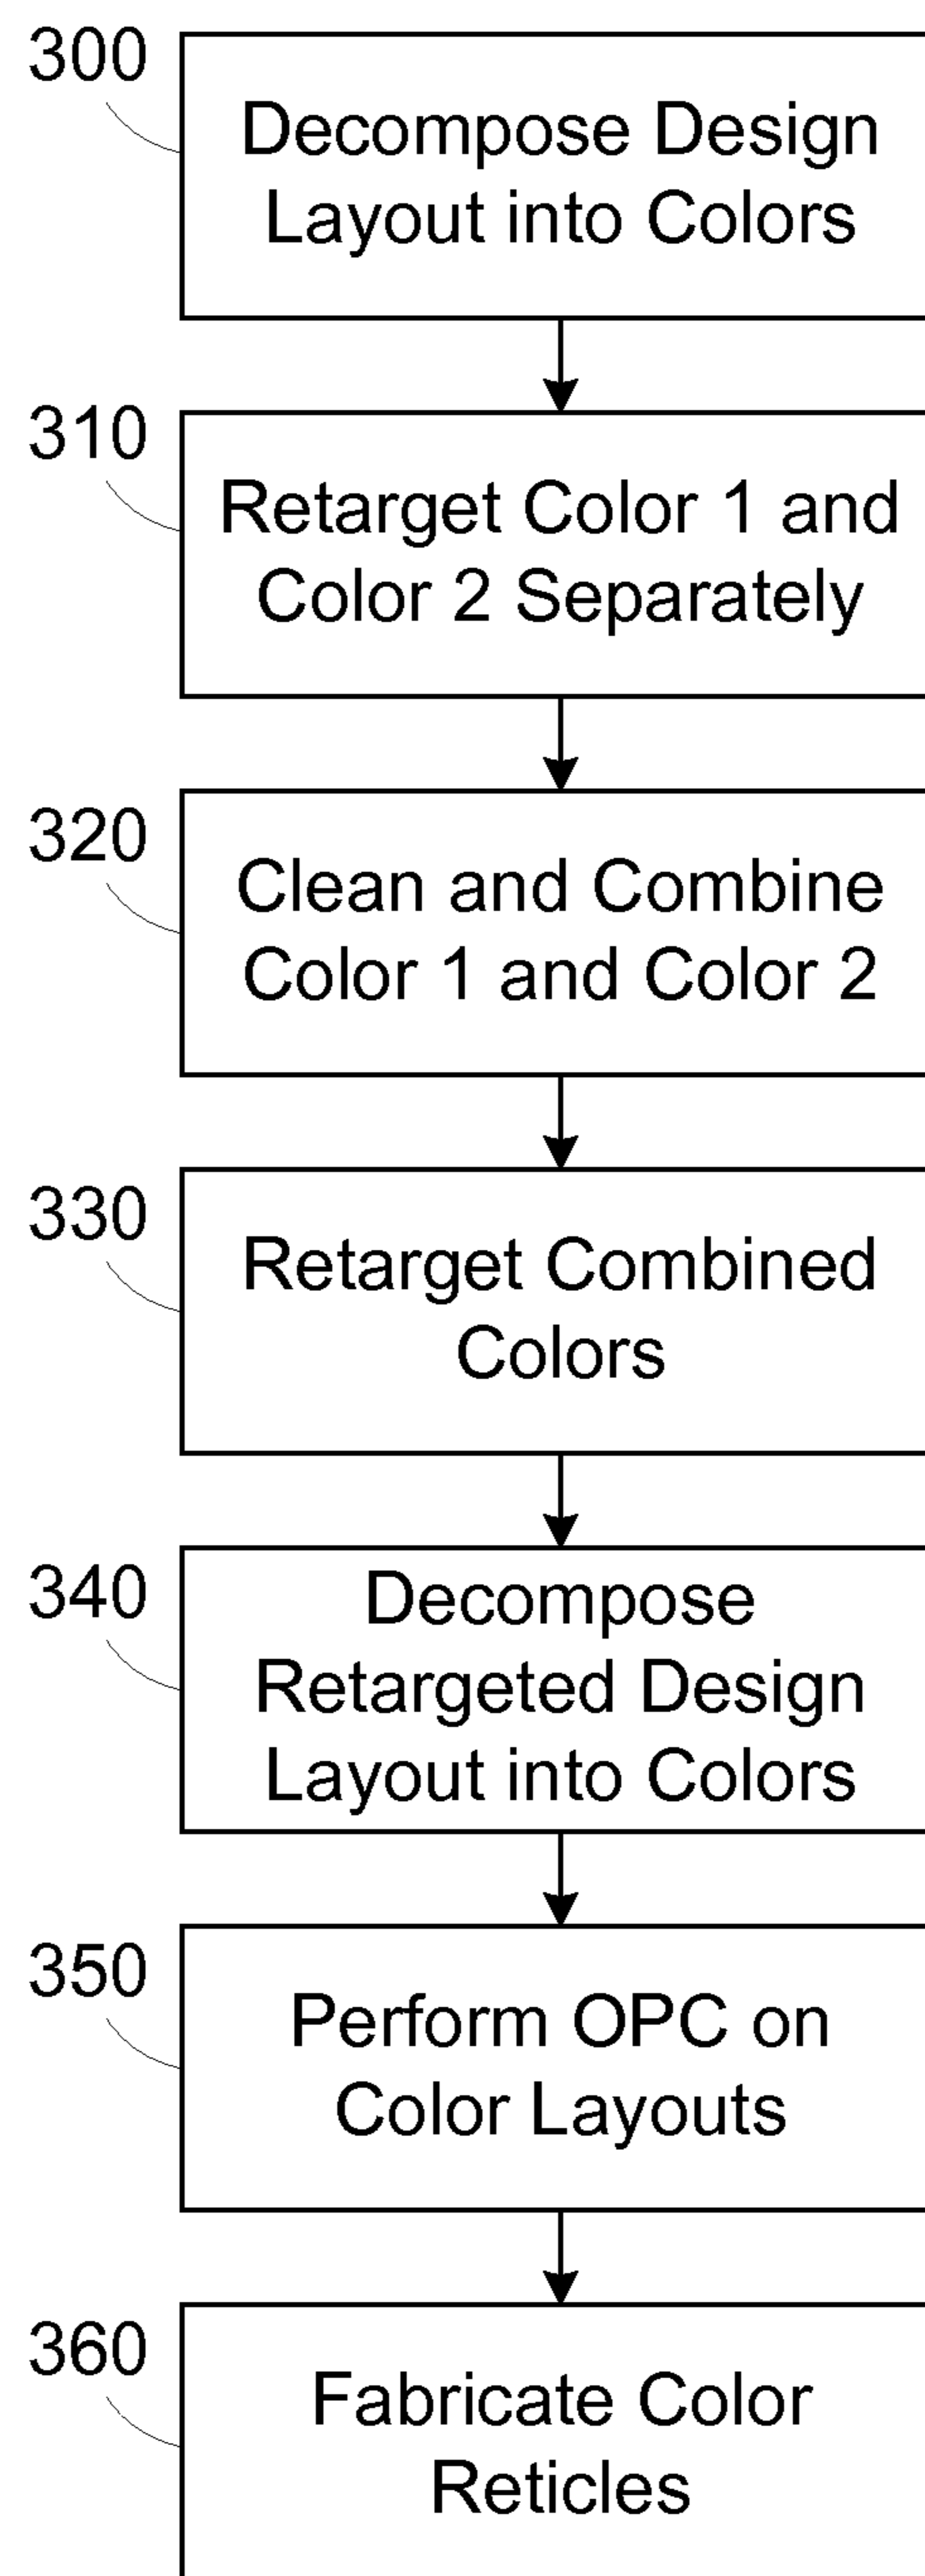 300
Decompose Design
Layout into Colors
310
Retarget Color 1 and
Color 2 Separately
320
Clean and Combine
Color 1 and Color 2
330
Retarget Combined
Colors
340
Decompose
Retargeted Design
Layout into Colors
350
Perform OPC on
Color Layouts
360
Fabricate Color
Reticles